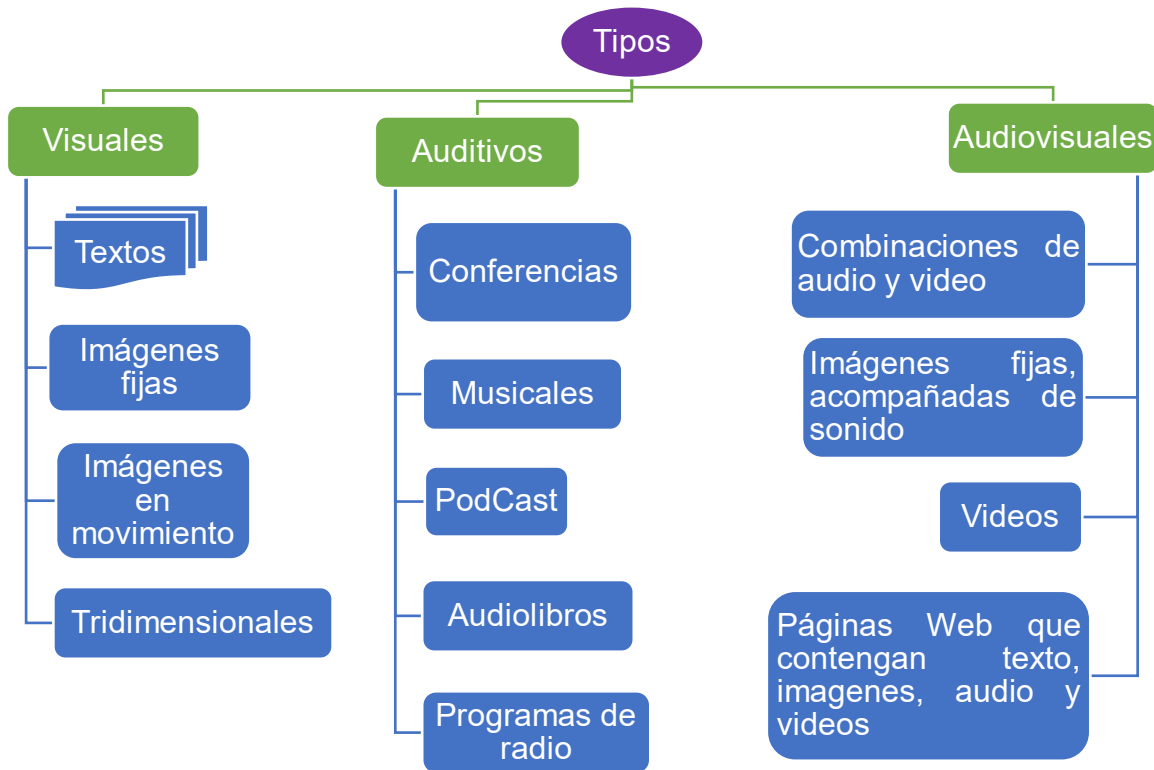 Tipos
Visuales
Textos
Imágenes
fijas
Imágenes
en
movimiento
Tridimensionales
Auditivos
Conferencias
Musicales
PodCast
Audiolibros
Programas de
radio
Audiovisuales
Combinaciones de
audio y video
Imágenes fijas,
acompañadas de
sonido
Videos
Páginas Web que
contengan texto,
imagenes, audio y
videos